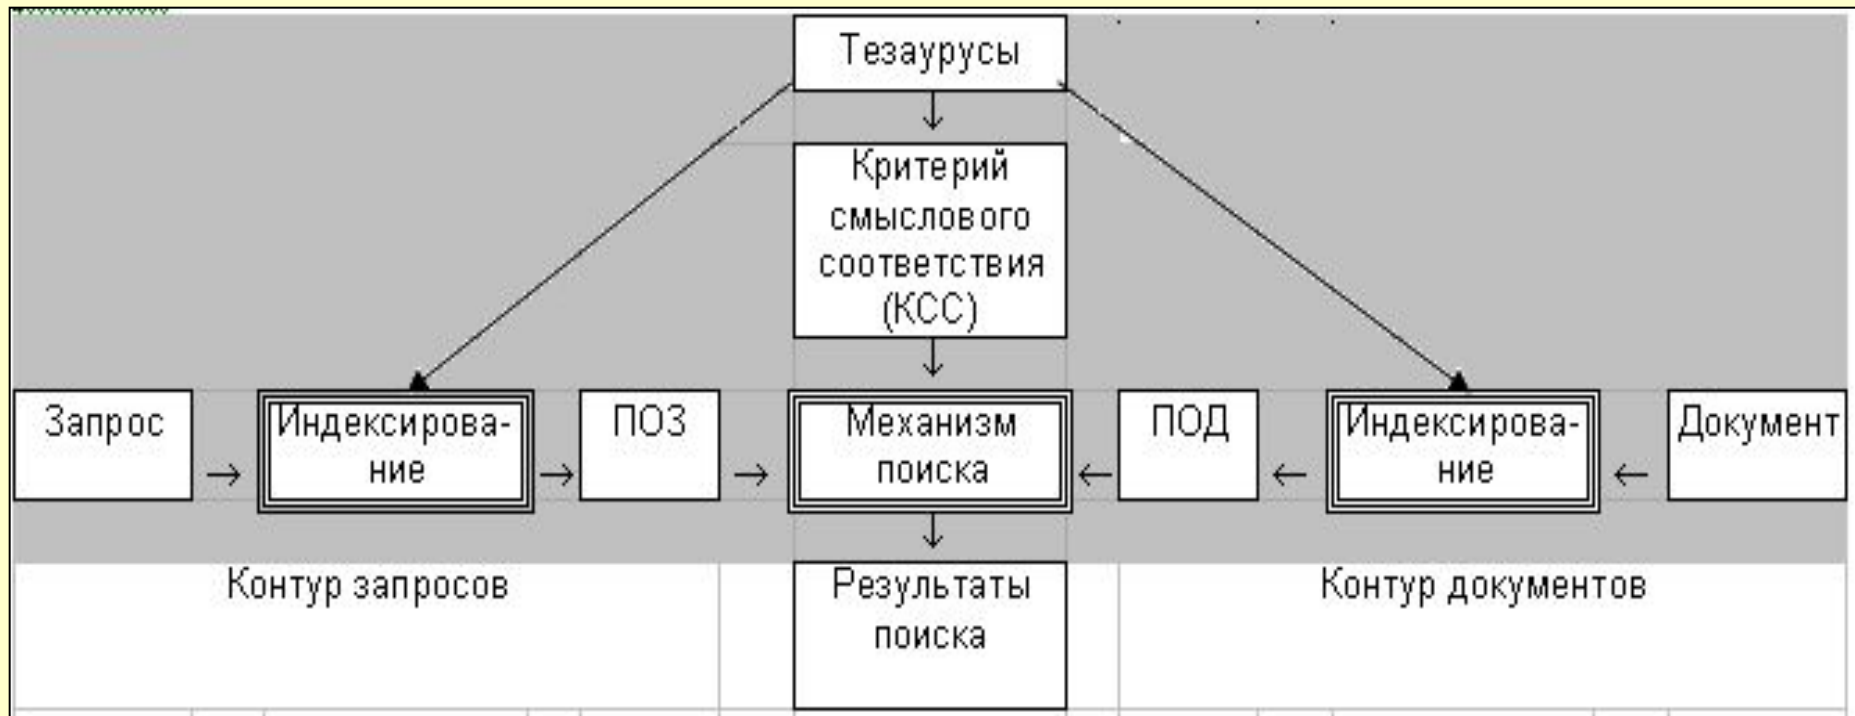 Тезаурусы
Критерий
смыслового
соответствия
(КСС)
Запрос
Индексирова-
ние
ПОЗ
Механизм
поиска
ПОД
Индексирова-
ние
Документ
Контур запросов
Результаты
поиска
Контур документов